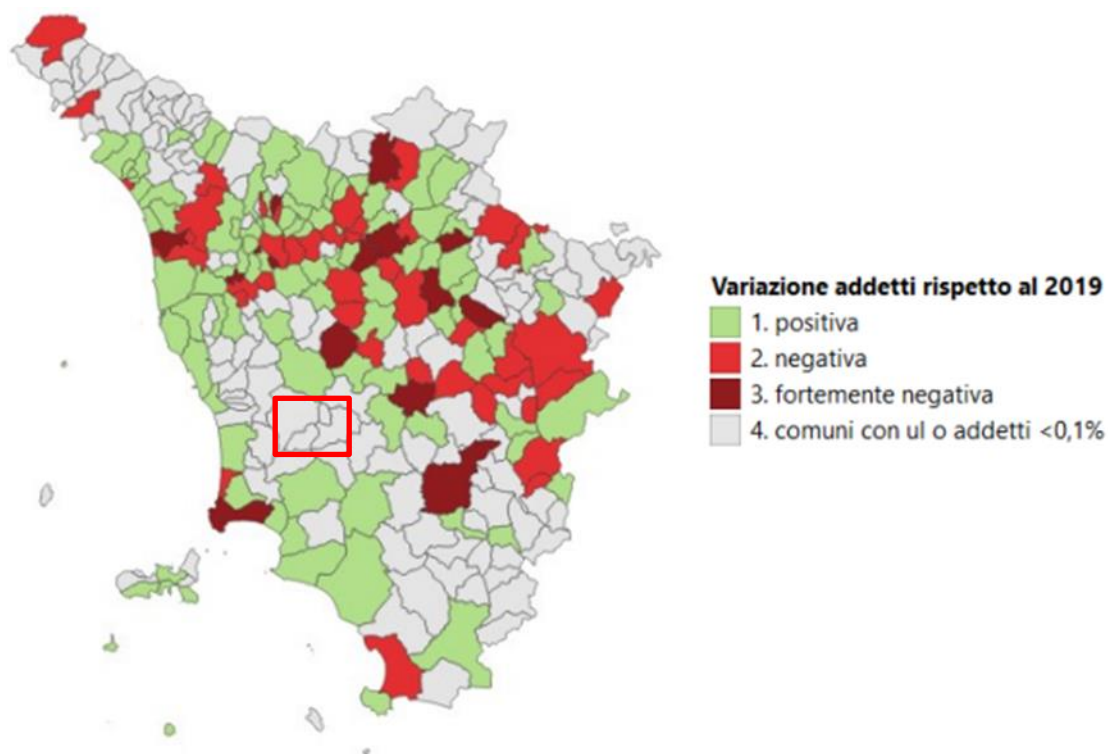 Variazione addetti rispetto al 2019
1. positiva
2. negativa
3. fortemente negativa
4. comuni con ul o addetti <0,1%